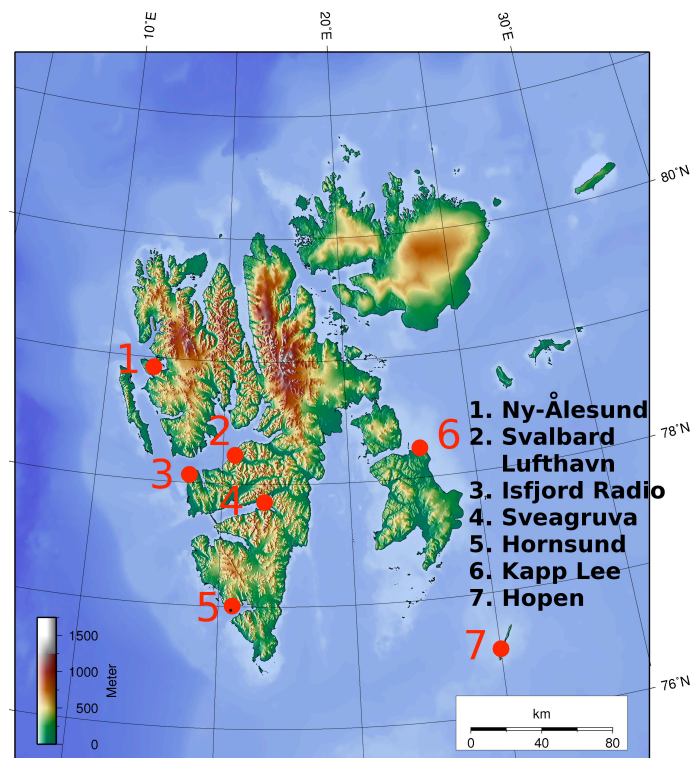 10°E
20°E
30°E
80°N
1
1. Ny-Ålesund
2
6
2. Svalbard
78°N
Lufthavn
3
3. Isfjord Radio
4
4. Sveagruva
5. Hornsund
6. Kapp Lee
5
7. Hopen
7
1500
1000
500
0
Meter
76°N
km
0 40 80